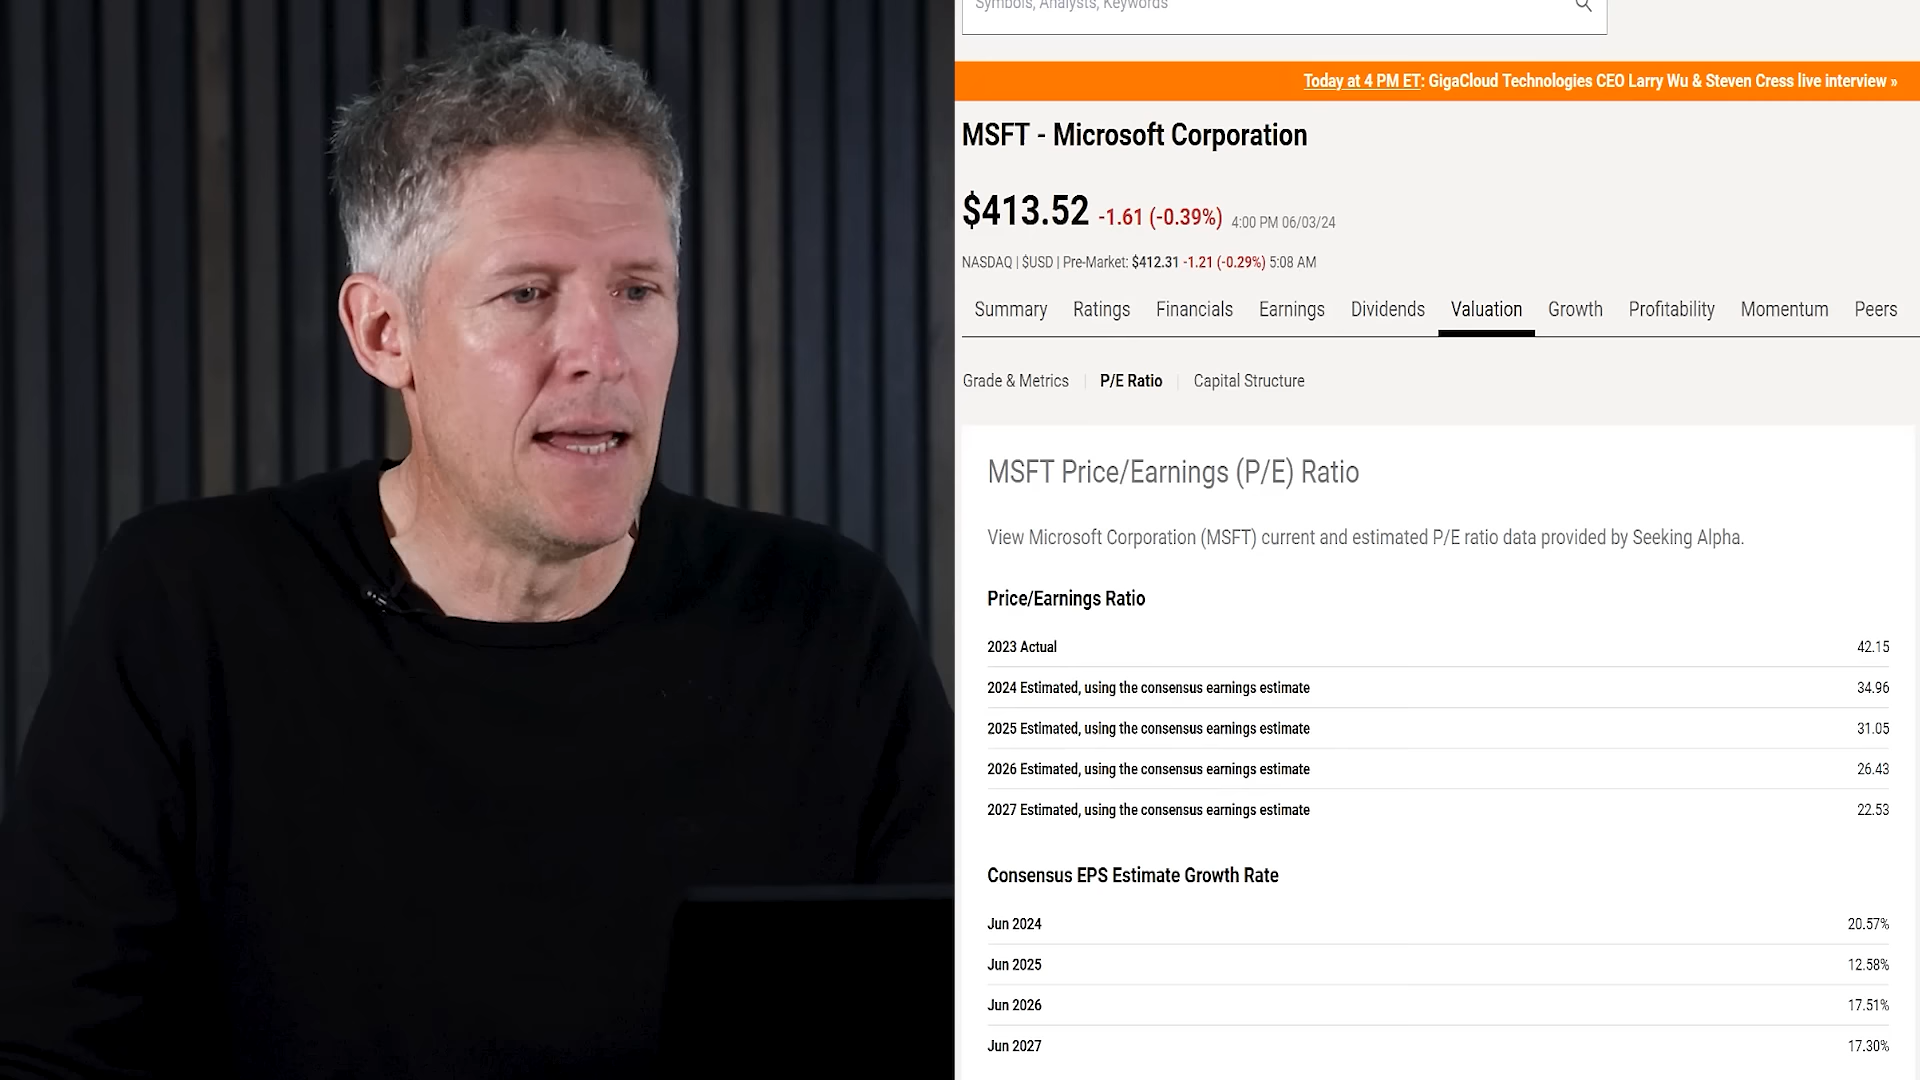 Symbols, Analysts, Keywords
Today at 4 PM ET: GigaCloud Technologies CEO Larry Wu & Steven Cress live interview »
MSFT - Microsoft Corporation
$413.52 -1.61 (-0.39%) 4:00 PM 06/03/24
NASDAQ | $USD | Pre-Market: $412.31 -1.21 (-0.29%) 5:08 AM
Summary Ratings Financials Earnings Dividends Valuation Growth Profitability Momentum Peers
Grade & Metrics | P/E Ratio | Capital Structure
MSFT Price/Earnings (P/E) Ratio
View Microsoft Corporation (MSFT) current and estimated P/E ratio data provided by Seeking Alpha.
Price/Earnings Ratio
2023 Actual 42.15
2024 Estimated, using the consensus earnings estimate 34.96
2025 Estimated, using the consensus earnings estimate 31.05
2026 Estimated, using the consensus earnings estimate 26.43
2027 Estimated, using the consensus earnings estimate 22.53
Consensus EPS Estimate Growth Rate
Jun 2024 20.57%
Jun 2025 12.58%
Jun 2026 17.51%
Jun 2027 17.30%